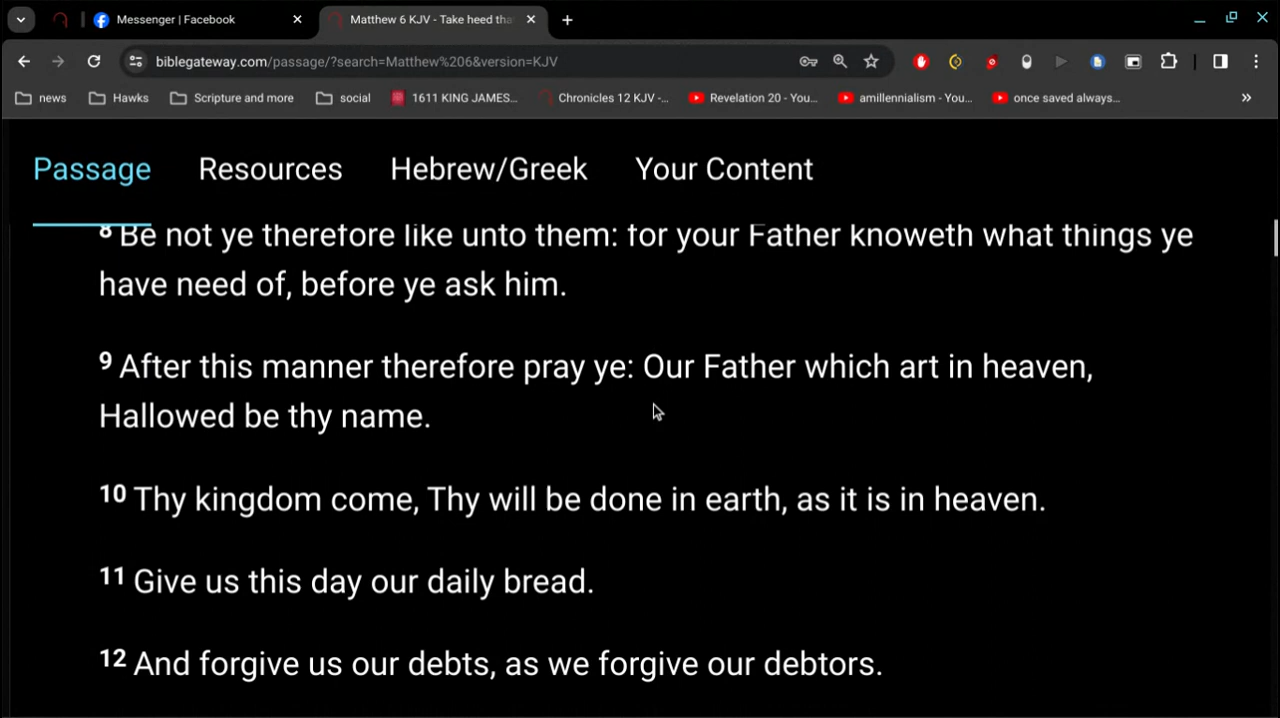 Messenger | Facebook
Matthew 6 KJV - Take heed tha
biblegateway.com/passage/?search=Matthew%206&version=KJV
news Hawks Scripture and more social 1611 KING JAMES... Chronicles 12 KJV -... Revelation 20 - You... amillennialism - You... once saved always...
Passage Resources Hebrew/Greek Your Content
8 Be not ye therefore like unto them: for your Father knoweth what things ye
have need of, before ye ask him.
9 After this manner therefore pray ye: Our Father which art in heaven,
Hallowed be thy name.
10 Thy kingdom come, Thy will be done in earth, as it is in heaven.
11 Give us this day our daily bread.
12 And forgive us our debts, as we forgive our debtors.